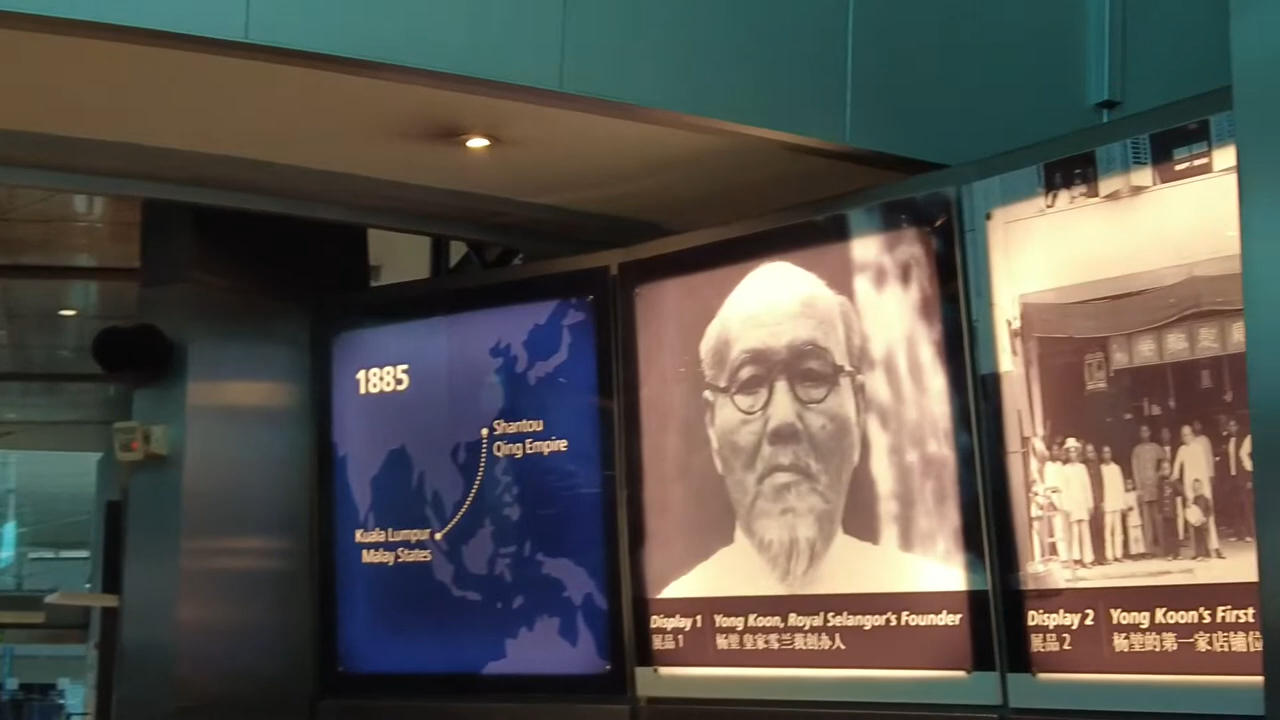 1885
Shantou
Qing Empire
Kuala Lumpur
Malay States
Display 1
Yong Koon, Royal Selangor's Founder
展品 1
杨堃 皇家雪兰莪创办人
Display 2
Yong Koon's First
展品 2
杨堃的第一家店铺位